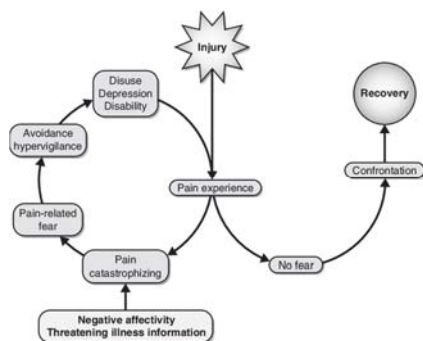 Injury
Disuse
Depression
Disability
Recovery
Avoidance
hypervigilance
Pain experience
Confrontation
Pain-related
fear
Pain
catastrophizing
No fear
Negative affectivity
Threatening illness information